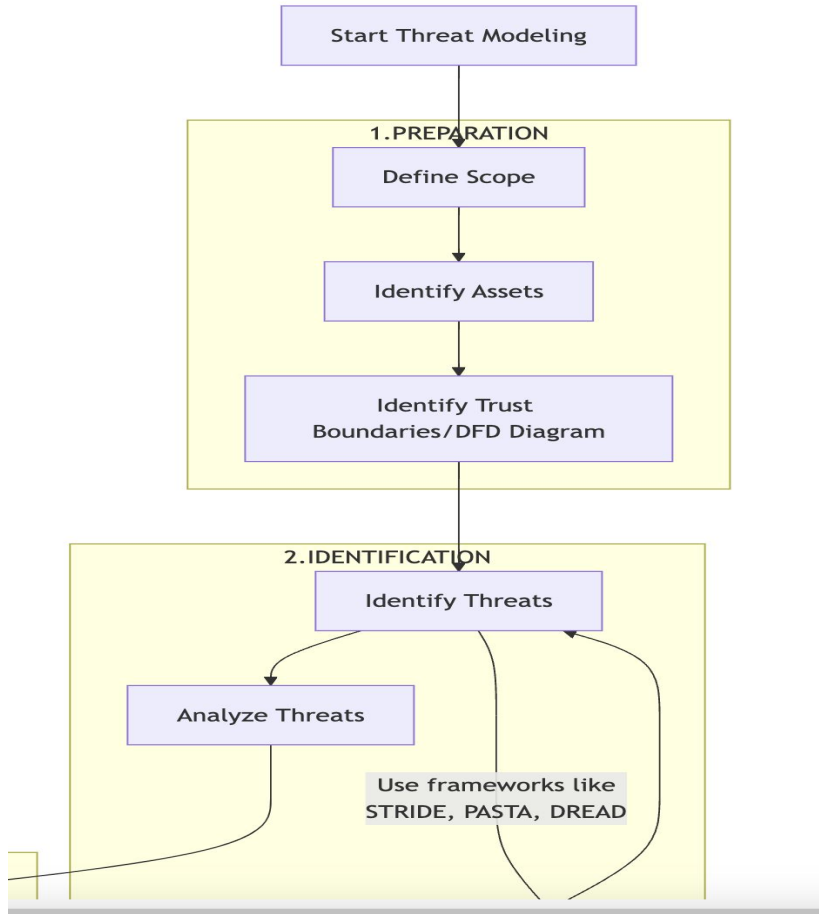 Start Threat Modeling
1.PREPARATION
Define Scope
Identify Assets
Identify Trust
Boundaries/DFD Diagram
2.IDENTIFICATION
Identify Threats
Analyze Threats
Use frameworks like
STRIDE, PASTA, DREAD